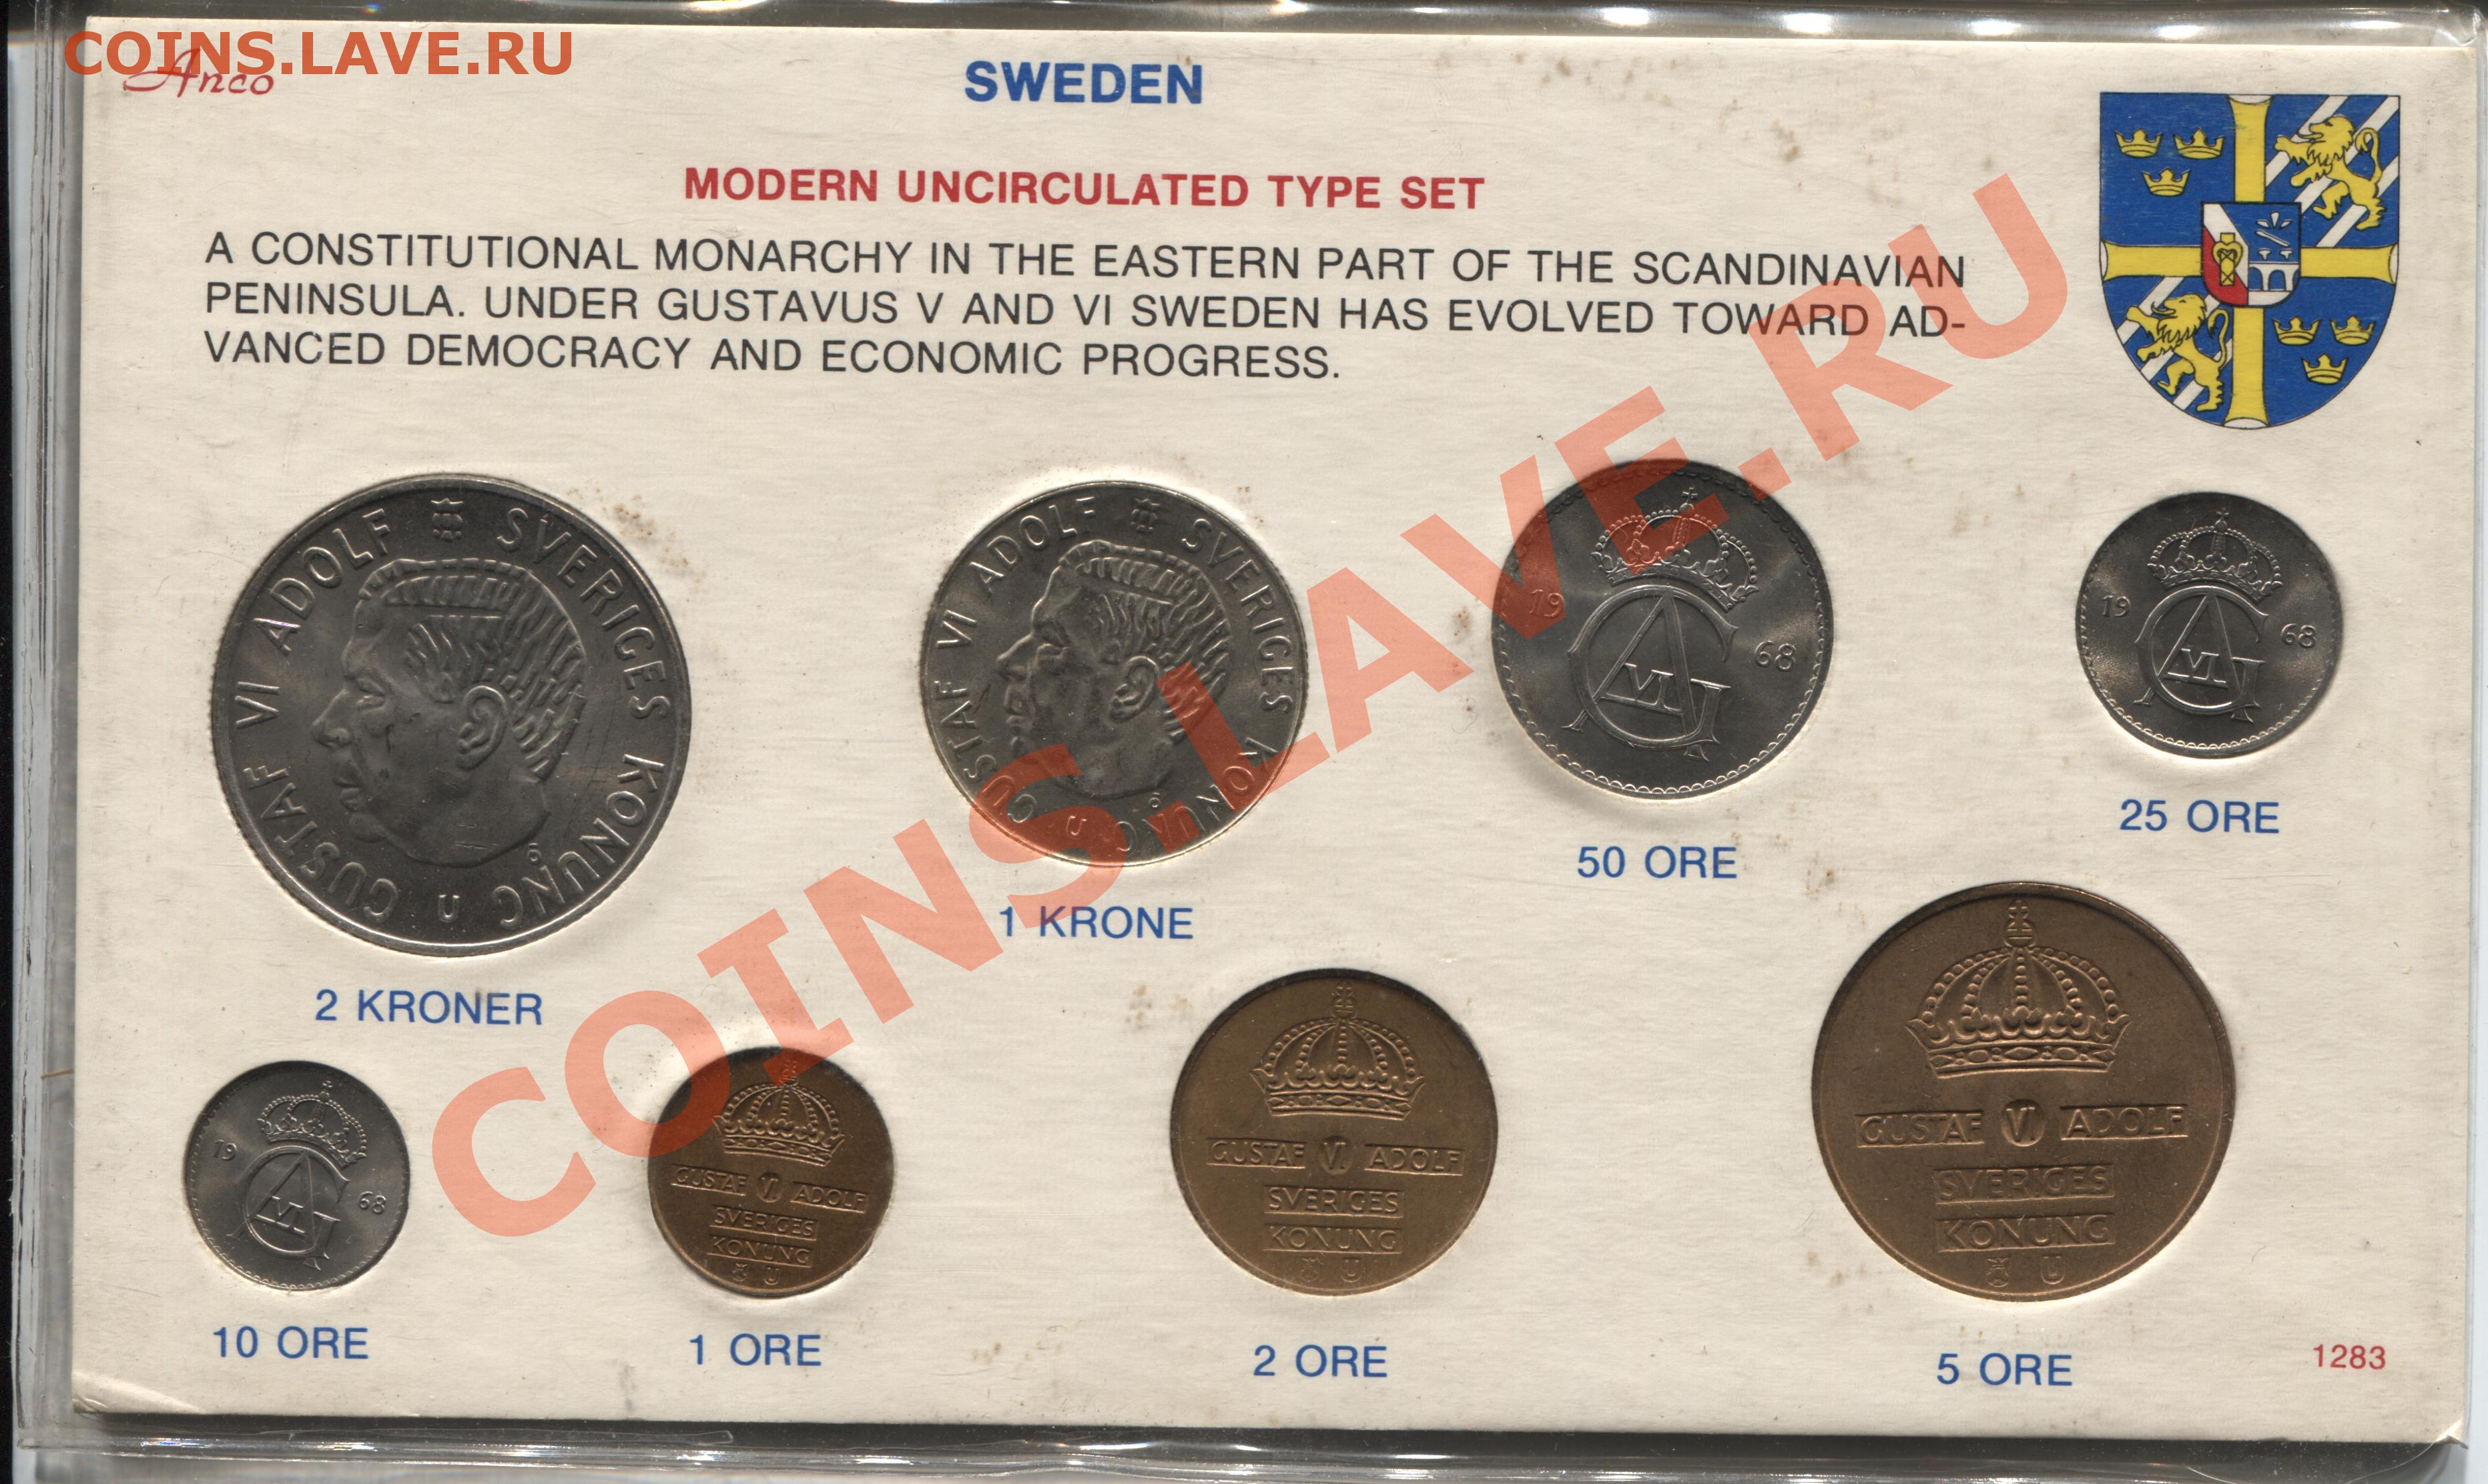 COINS.LAVE.RU
Anco
SWEDEN
MODERN UNCIRCULATED TYPE SET
A CONSTITUTIONAL MONARCHY IN THE EASTERN PART OF THE SCANDINAVIAN
PENINSULA. UNDER GUSTAVUS V AND VI SWEDEN HAS EVOLVED TOWARD AD-
VANCED DEMOCRACY AND ECONOMIC PROGRESS.
COINS.LAVE.RU
GUSTAF VI ADOLF SVERIGES KONUNG U
2 KRONER
GUSTAF VI ADOLF SVERIGES KONUNG U
1 KRONE
19 68
GVIA
50 ORE
19 68
GVIA
25 ORE
19 68
GVIA
10 ORE
GUSTAF VI ADOLF
SVERIGES
KONUNG
U
1 ORE
GUSTAF VI ADOLF
SVERIGES
KONUNG
U
2 ORE
GUSTAF VI ADOLF
SVERIGES
KONUNG
U
5 ORE
1283